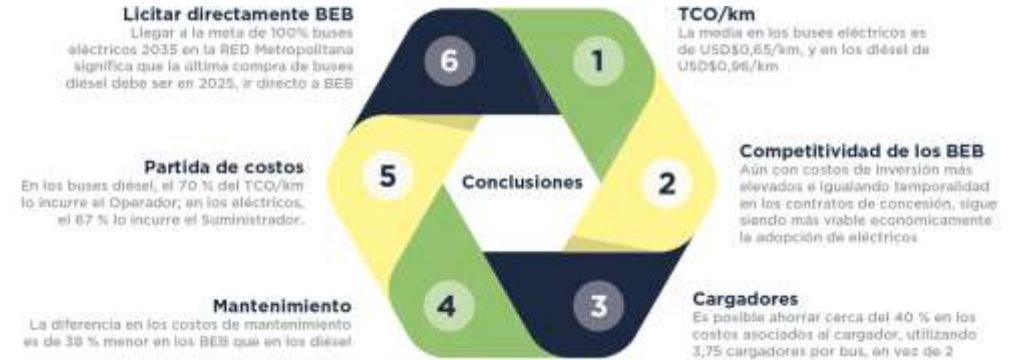 TCO/km
La media en los buses eléctricos es
de USD$0,65/km, y en los diésel de
USD$0,96/km
1
Competitividad de los BEB
Aún con costos de inversión más
elevados e igualando temporalidad
en los contratos de concesión, sigue
siendo más viable económicamente
la adopción de eléctricos
2
Cargadores
Es posible ahorrar cerca del 40 % en los
costos asociados al cargador, utilizando
3,75 cargadores por bus, en vez de 2
3
Mantenimiento
La diferencia en los costos de mantenimiento
es de 38 % menor en los BEB que en los diésel
4
Partida de costos
En los buses diésel, el 70 % del TCO/km
lo incurre el Operador; en los eléctricos,
el 67 % lo incurre el Suministrador.
5
Licitar directamente BEB
Llegar a la meta de 100% buses
eléctricos 2035 en la RED Metropolitana
significa que la última compra de buses
diésel debe ser en 2025, ir directo a BEB
6
Conclusiones